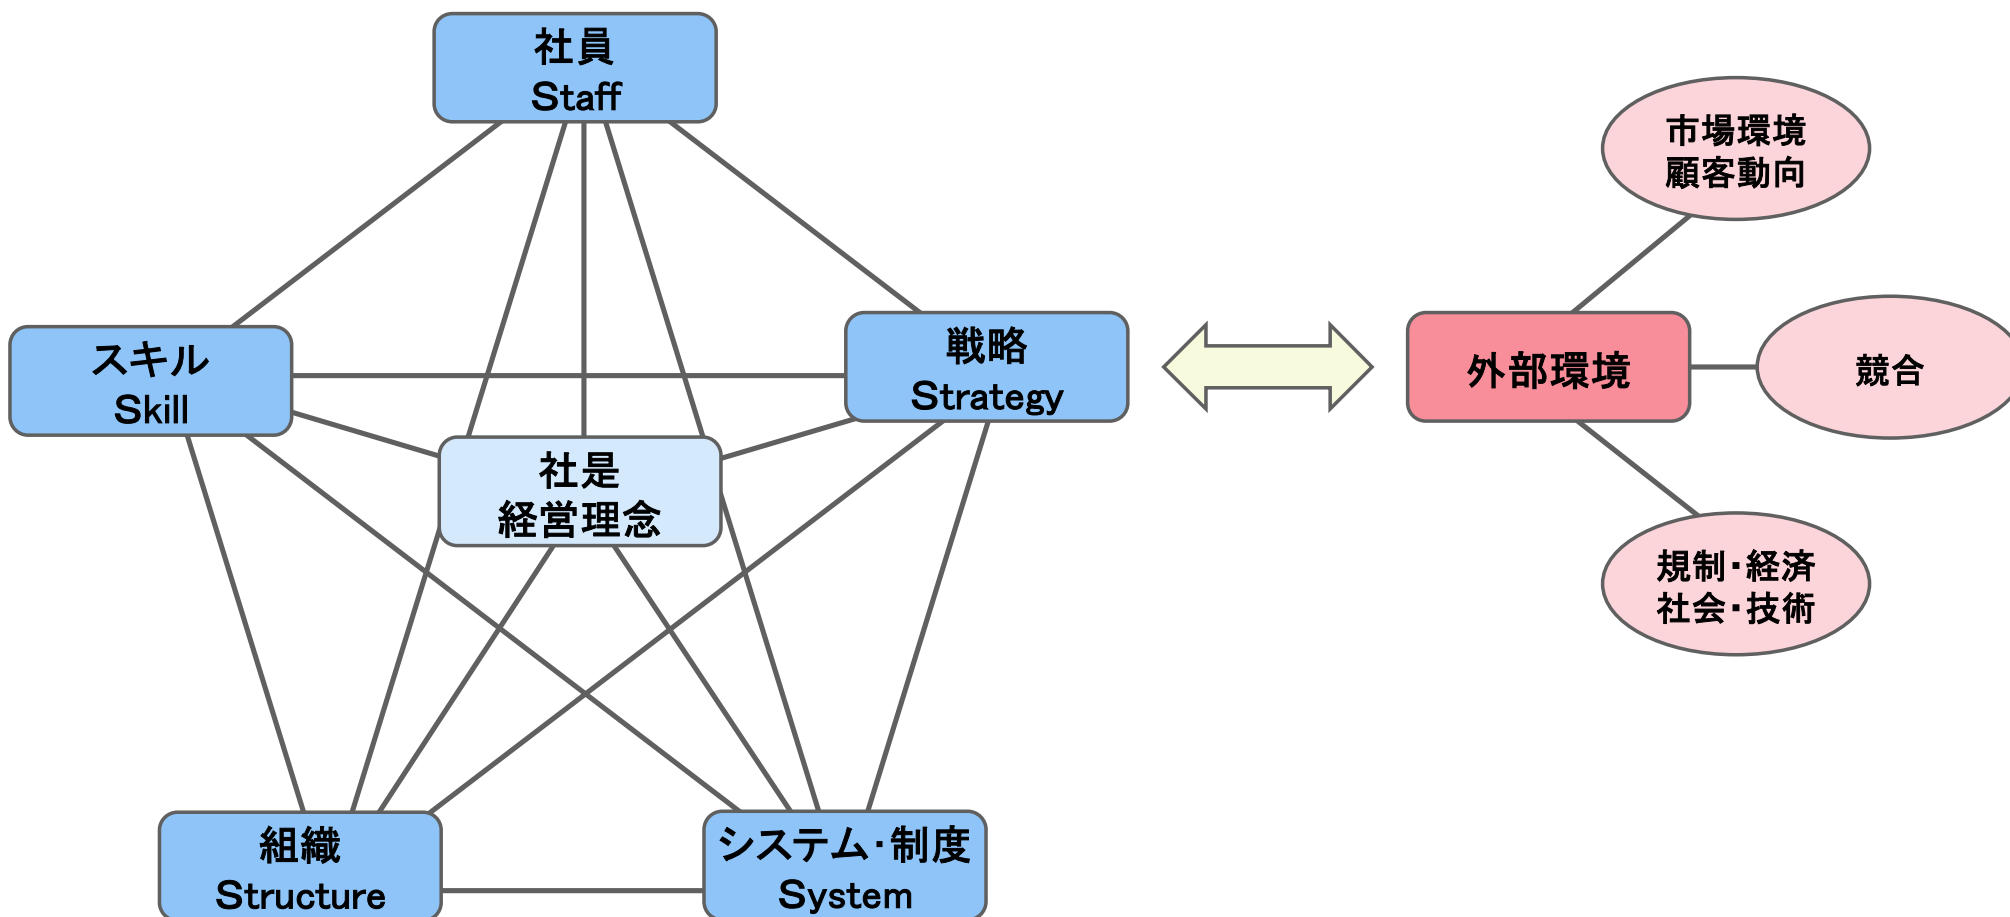 社員
Staff
市場環境
顧客動向
スキル
Skill
戦略
Strategy
外部環境
競合
社是
経営理念
規制・経済
社会・技術
組織
Structure
システム・制度
System